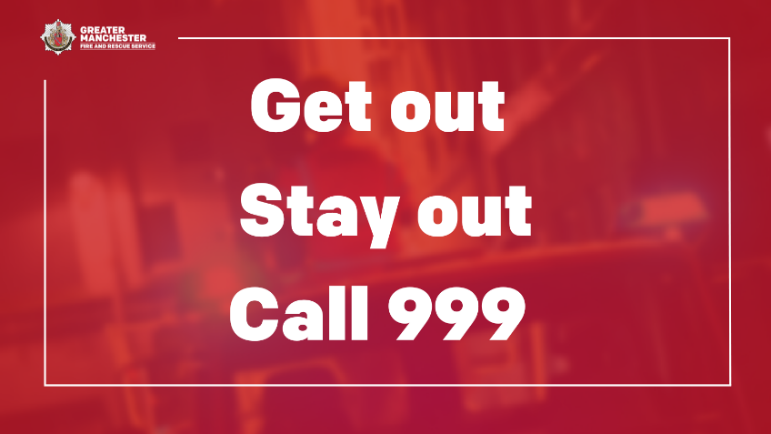 GREATER
MANCHESTER
FIRE AND RESCUE SERVICE
Get out
Stay out
Call 999